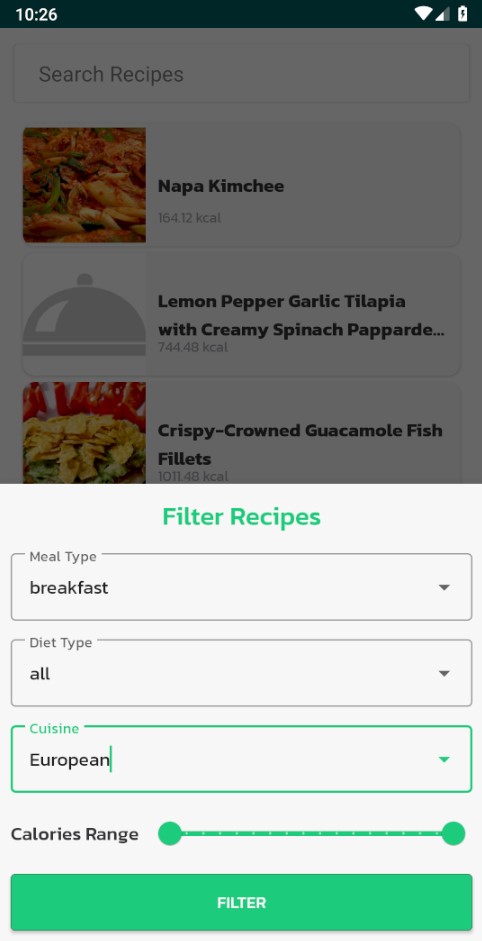 10:26
Search Recipes
Napa Kimchee
164.12 kcal
Lemon Pepper Garlic Tilapia
with Creamy Spinach Papparde...
744.48 kcal
Crispy-Crowned Guacamole Fish
Fillets
1011.48 kcal
Filter Recipes
Meal Type
breakfast
Diet Type
all
Cuisine
European
Calories Range
FILTER